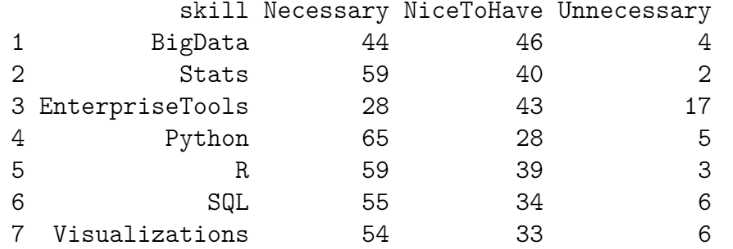 skill Necessary NiceToHave Unnecessary
1 BigData 44 46 4
2 Stats 59 40 2
3 EnterpriseTools 28 43 17
4 Python 65 28 5
5 R 59 39 3
6 SQL 55 34 6
7 Visualizations 54 33 6